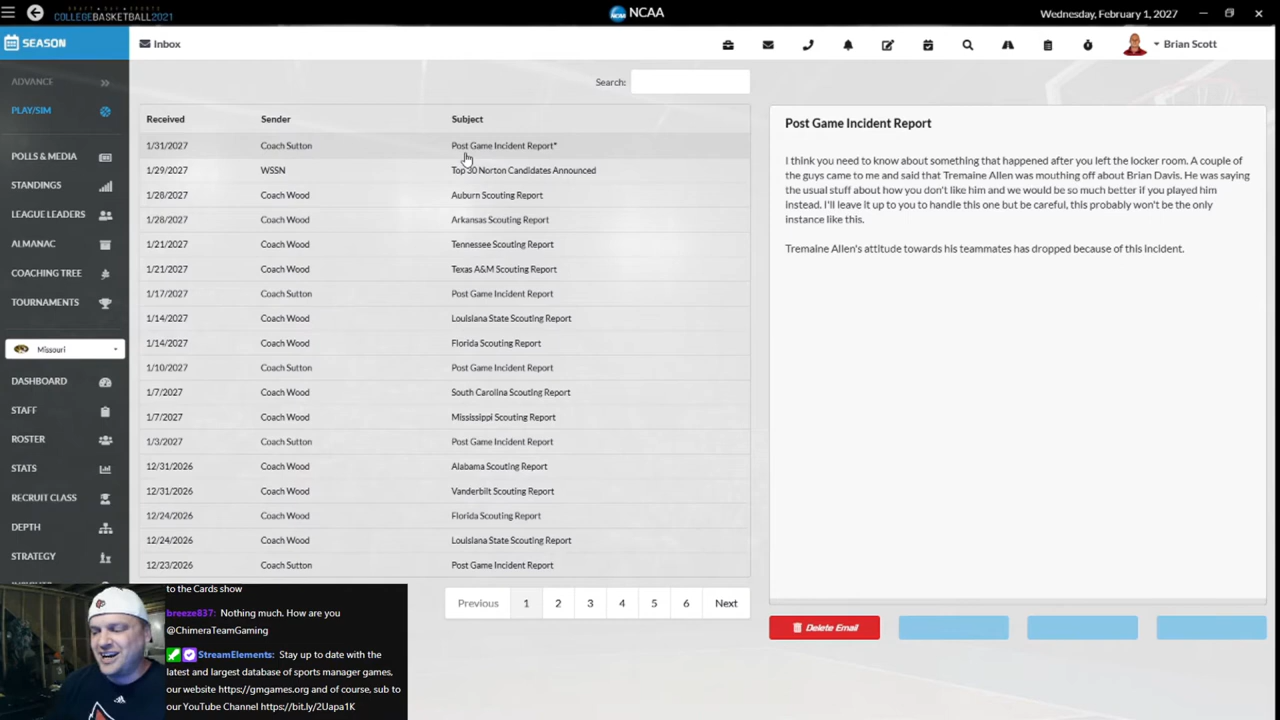 DRAFT DAY SPORTS
COLLEGEBASKETBALL2021
NCAA
Wednesday, February 1, 2027
SEASON
Inbox
Brian Scott
ADVANCE
PLAY/SIM
POLLS & MEDIA
STANDINGS
LEAGUE LEADERS
ALMANAC
COACHING TREE
TOURNAMENTS
Missouri
DASHBOARD
STAFF
ROSTER
STATS
RECRUIT CLASS
DEPTH
STRATEGY
Search:
Received Sender Subject
1/31/2027 Coach Sutton Post Game Incident Report*
1/29/2027 WSSN Top 30 Norton Candidates Announced
1/28/2027 Coach Wood Auburn Scouting Report
1/28/2027 Coach Wood Arkansas Scouting Report
1/21/2027 Coach Wood Tennessee Scouting Report
1/21/2027 Coach Wood Texas A&M Scouting Report
1/17/2027 Coach Sutton Post Game Incident Report
1/14/2027 Coach Wood Louisiana State Scouting Report
1/14/2027 Coach Wood Florida Scouting Report
1/10/2027 Coach Sutton Post Game Incident Report
1/7/2027 Coach Wood South Carolina Scouting Report
1/7/2027 Coach Wood Mississippi Scouting Report
1/3/2027 Coach Sutton Post Game Incident Report
12/31/2026 Coach Wood Alabama Scouting Report
12/31/2026 Coach Wood Vanderbilt Scouting Report
12/24/2026 Coach Wood Florida Scouting Report
12/24/2026 Coach Wood Louisiana State Scouting Report
12/23/2026 Coach Sutton Post Game Incident Report
Previous 1 2 3 4 5 6 Next
Post Game Incident Report
I think you need to know about something that happened after you left the locker room. A couple of
the guys came to me and said that Tremaine Allen was mouthing off about Brian Davis. He was saying
the usual stuff about how you don't like him and we would be so much better if you played him
instead. I'll leave it up to you to handle this one but be careful, this probably won't be the only
instance like this.
Tremaine Allen's attitude towards his teammates has dropped because of this incident.
Delete Email
to the Cards show
breeze837: Nothing much. How are you
@ChimeraTeamGaming
StreamElements: Stay up to date with the
latest and largest database of sports manager games,
our website https://gmgames.org and of course, sub to
our YouTube Channel https://bit.ly/2Uapa1K